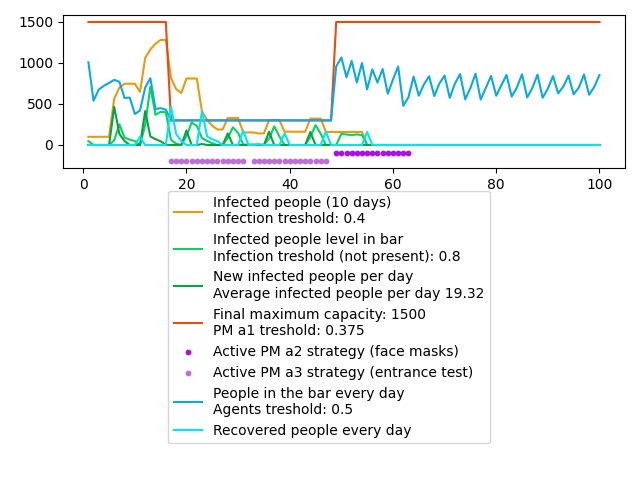 1500
1000
500
0
0 20 40 60 80 100
Infected people (10 days)
Infection treshold: 0.4
Infected people level in bar
Infection treshold (not present): 0.8
New infected people per day
Average infected people per day 19.32
Final maximum capacity: 1500
PM a1 treshold: 0.375
Active PM a2 strategy (face masks)
Active PM a3 strategy (entrance test)
People in the bar every day
Agents treshold: 0.5
Recovered people every day